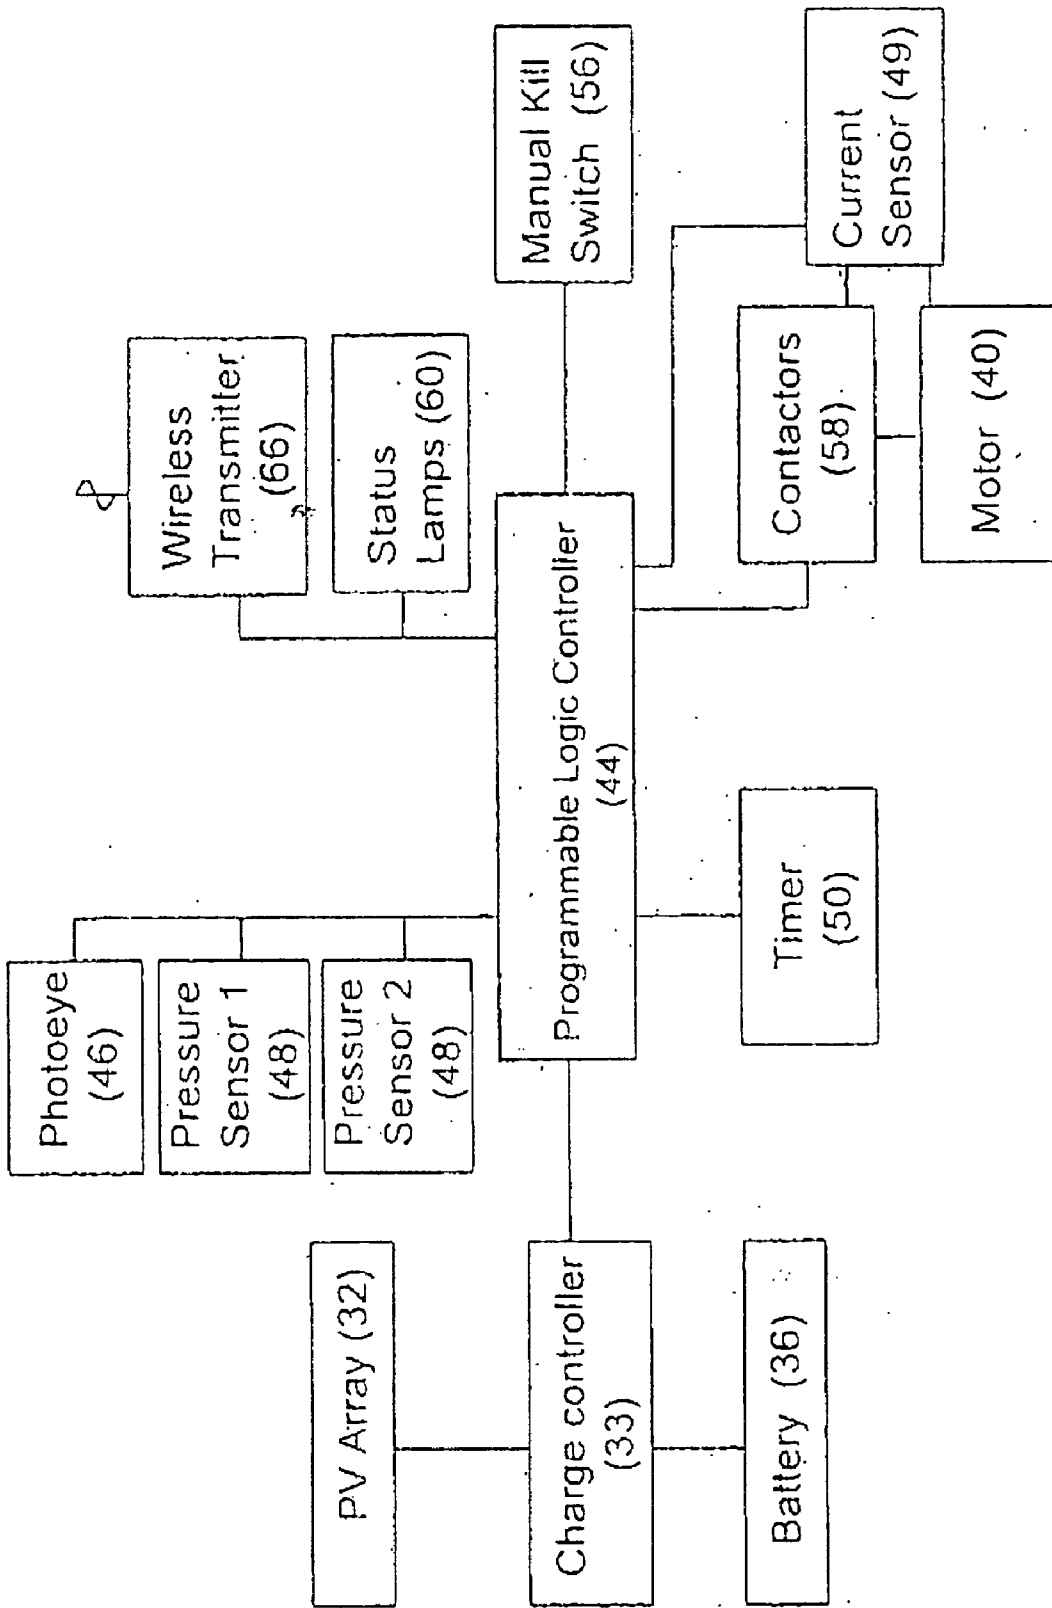 PV Array (32)
Charge controller
(33)
Battery (36)
Photoeye
(46)
Pressure
Sensor 1
(48)
Pressure
Sensor 2
(48)
Programmable Logic Controller
(44)
Timer
(50)
Wireless
Transmitter
(66)
Status
Lamps (60)
Manual Kill
Switch (56)
Contactors
(58)
Motor (40)
Current
Sensor (49)